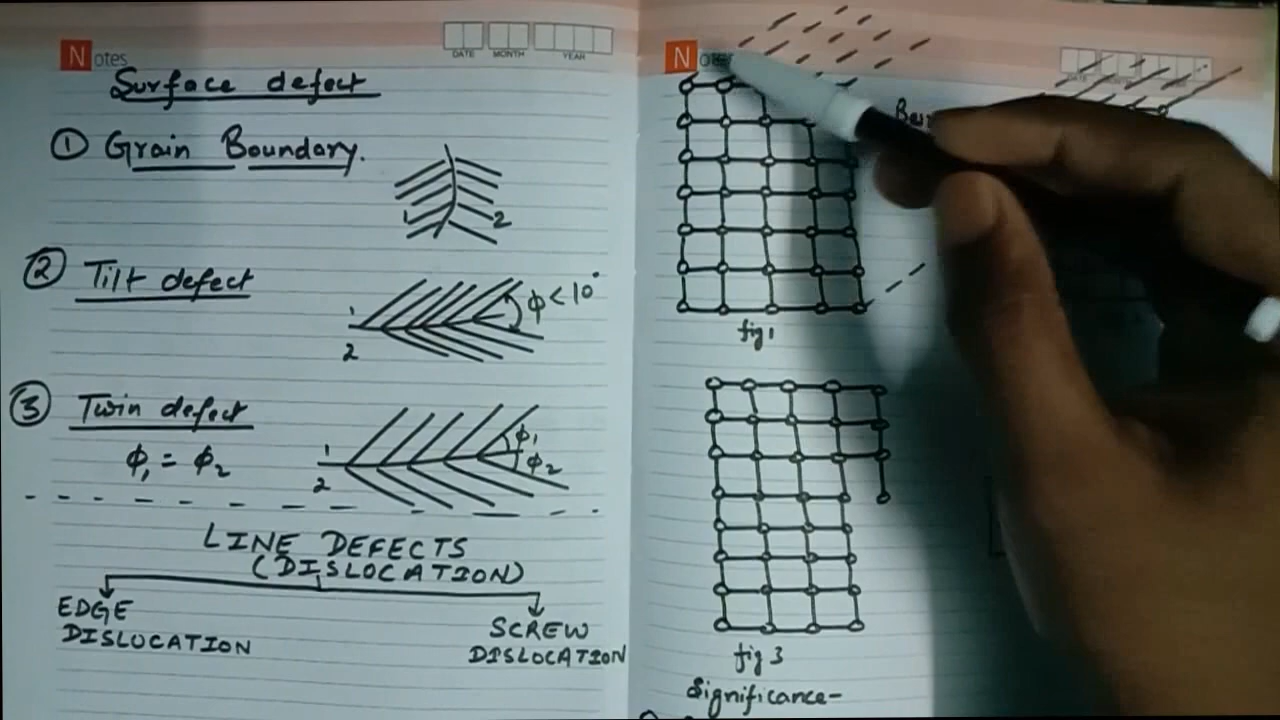 Notes
DATE MONTH YEAR
Surface defect
① Grain Boundary.
1 2
② Tilt defect
1
2
φ<10°
③ Twin defect
φ₁ = φ₂
1
2
φ₁
φ₂
LINE DEFECTS
(DISLOCATION)
EDGE
DISLOCATION
SCREW
DISLOCATION
Notes
fig 1
fig 3
Significance-